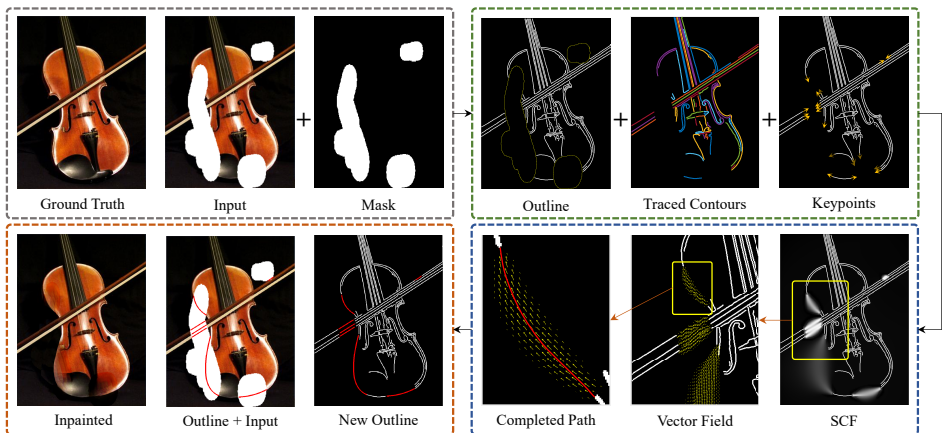 Ground Truth
Input
Mask
Outline
Traced Contours
Keypoints
Inpainted
Outline + Input
New Outline
Completed Path
Vector Field
SCF